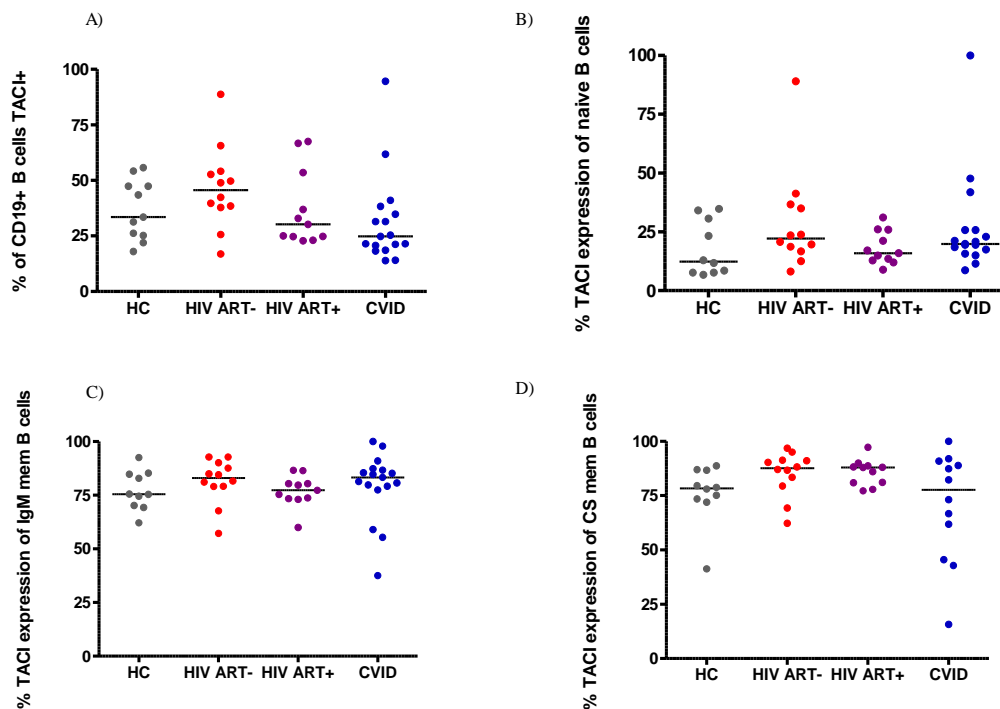 A)
% of CD19+ B cells TACI+
100
75
50
25
0
HC HIV ART- HIV ART+ CVID
B)
% TACI expression of naive B cells
100
75
50
25
0
HC HIV ART- HIV ART+ CVID
C)
% TACI expression of IgM mem B cells
100
75
50
25
0
HC HIV ART- HIV ART+ CVID
D)
% TACI expression of CS mem B cells
100
75
50
25
0
HC HIV ART- HIV ART+ CVID